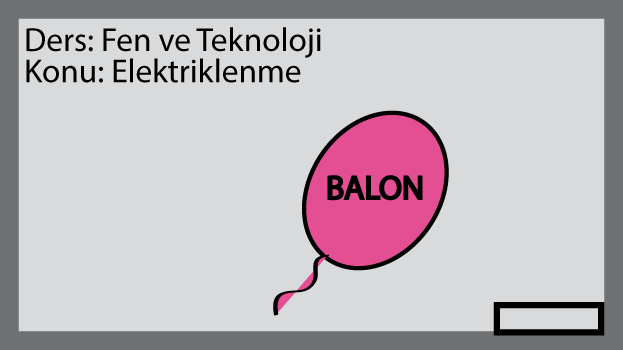 Ders: Fen ve Teknoloji
Konu: Elektriklenme
BALON